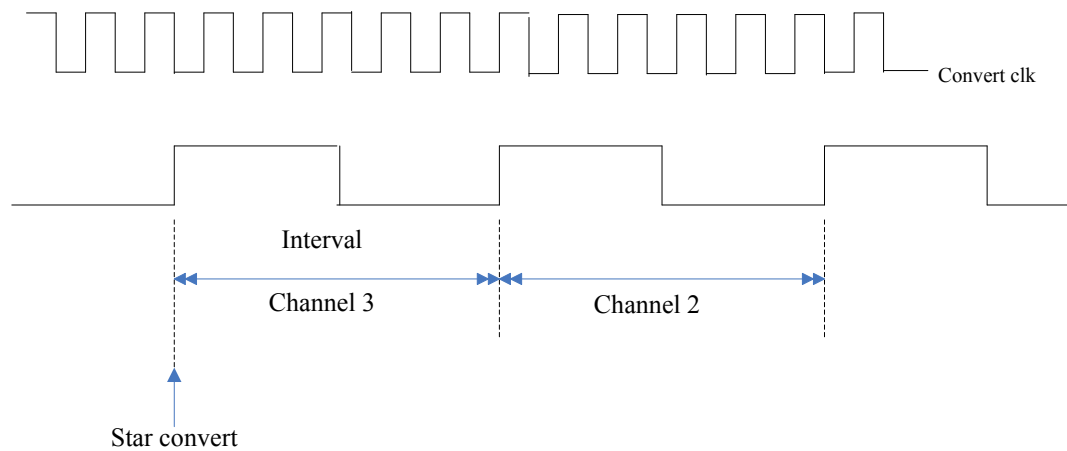 Convert clk
Interval
Channel 3
Channel 2
Star convert